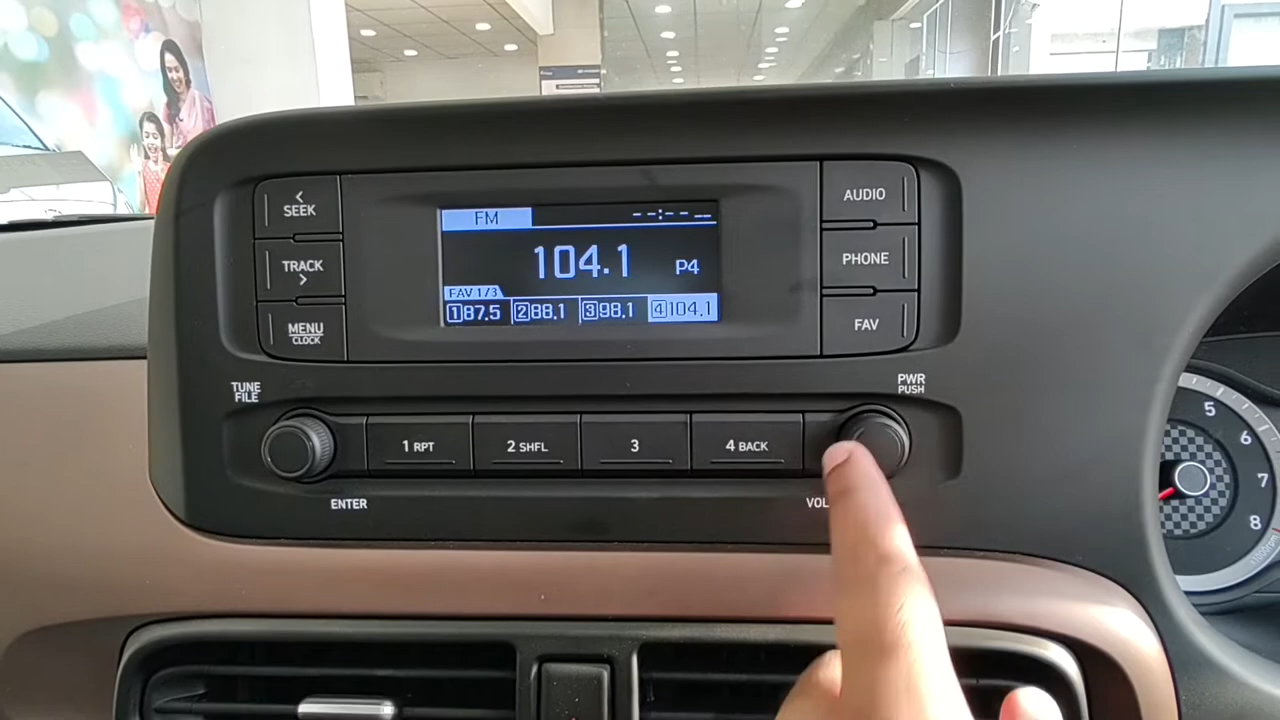 < SEEK
TRACK >
MENU
CLOCK
FM --:-- --
104.1 P4
FAV 1/3
1 87.5 2 88.1 3 98.1 4 104.1
AUDIO
PHONE
FAV
TUNE
FILE
PWR
PUSH
1 RPT
2 SHFL
3
4 BACK
ENTER
VOL
5
6
7
8